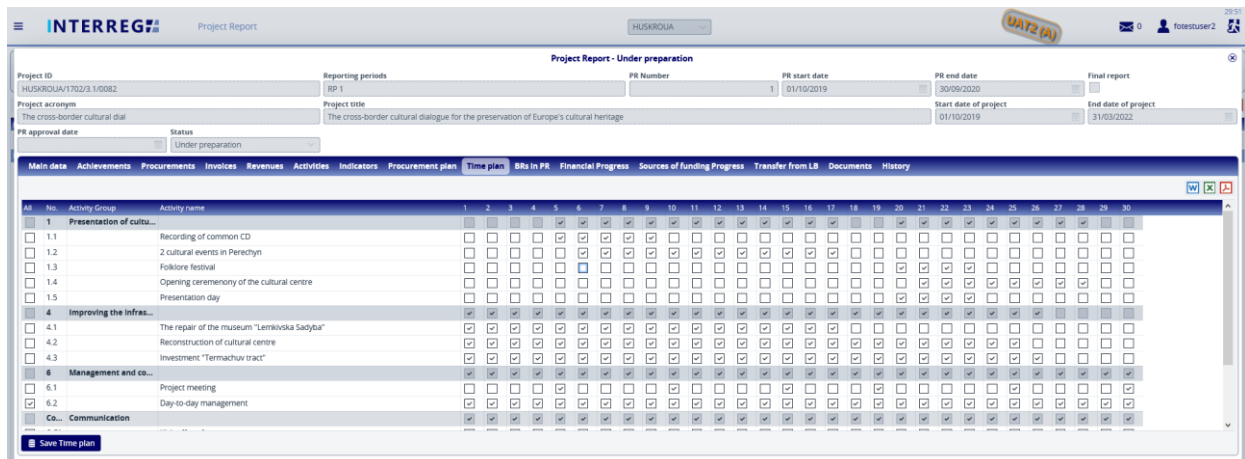 29:51
INTERREG
Project Report
HUSKROUA
UAT2 (A)
0
fotestuser2
Project Report - Under preparation
Project ID Reporting periods PR Number PR start date PR end date Final report
HUSKROUA/1702/3.1/0082 RP 1 1 01/10/2019 30/09/2020
Project acronym Project title Start date of project End date of project
The cross-border cultural dial The cross-border cultural dialogue for the preservation of Europe's cultural heritage 01/10/2019 31/03/2022
PR approval date Status
Under preparation
Main data Achievements Procurements Invoices Revenues Activities Indicators Procurement plan Time plan BRs in PR Financial Progress Sources of funding Progress Transfer from LB Documents History
All No. Activity Group Activity name 1 2 3 4 5 6 7 8 9 10 11 12 13 14 15 16 17 18 19 20 21 22 23 24 25 26 27 28 29 30
1 Presentation of cultu...
1.1 Recording of common CD
1.2 2 cultural events in Perechyn
1.3 Folklore festival
1.4 Opening ceremenony of the cultural centre
1.5 Presentation day
4 Improving the infras...
4.1 The repair of the museum "Lemkivska Sadyba"
4.2 Reconstruction of cultural centre
4.3 Investment "Termachuv tract"
6 Management and co...
6.1 Project meeting
6.2 Day-to-day management
Co... Communication
Save Time plan